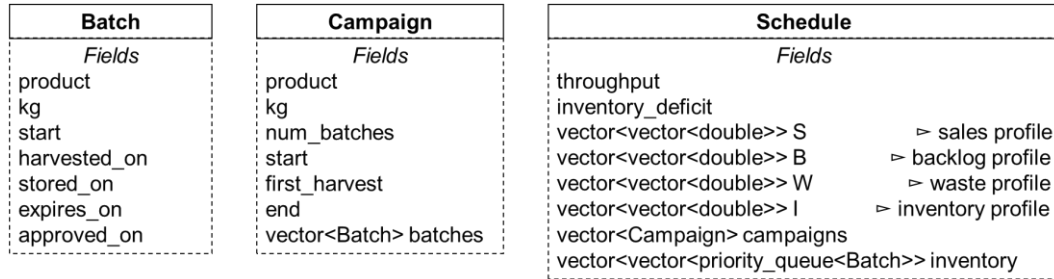 Batch
Fields
product
kg
start
harvested_on
stored_on
expires_on
approved_on
Campaign
Fields
product
kg
num_batches
start
first_harvest
end
vector<Batch> batches
Schedule
Fields
throughput
inventory_deficit
vector<vector<double>> S ▻ sales profile
vector<vector<double>> B ▻ backlog profile
vector<vector<double>> W ▻ waste profile
vector<vector<double>> I ▻ inventory profile
vector<Campaign> campaigns
vector<vector<priority_queue<Batch>> inventory